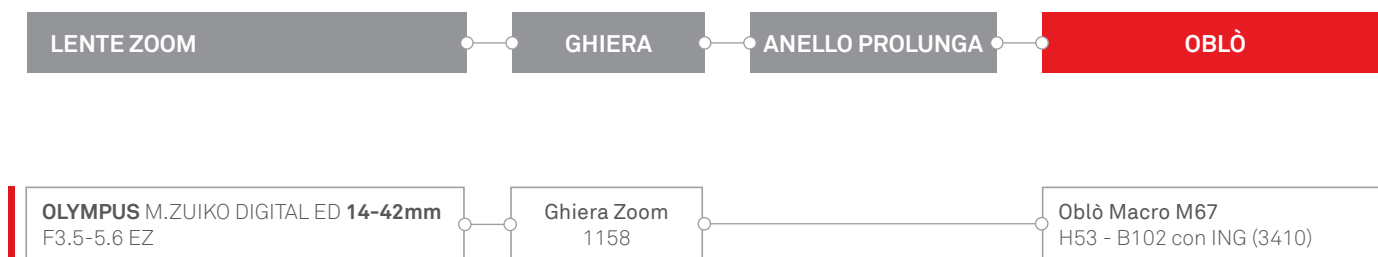 LENTE ZOOM
GHIERA
ANELLO PROLUNGA
OBLÒ
OLYMPUS M.ZUIKO DIGITAL ED 14-42mm
F3.5-5.6 EZ
Ghiera Zoom
1158
Oblò Macro M67
H53 - B102 con ING (3410)